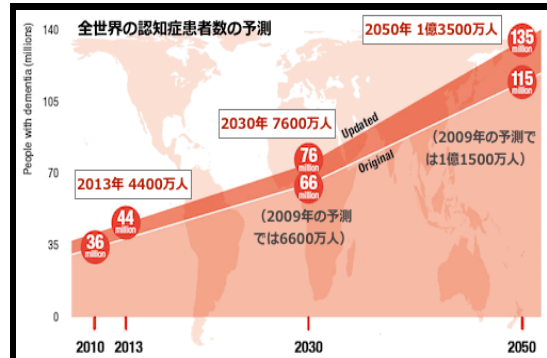 全世界の認知症患者数の予測
People with dementia (millions)
140
105
70
35
0
2050年 1億3500万人
135
million
115
million
2030年 7600万人
Updated
Original
76
million
66
million
(2009年の予測で
は1億1500万人)
2013年 4400万人
(2009年の予測
では6600万人)
44
million
36
million
2010
2013
2030
2050